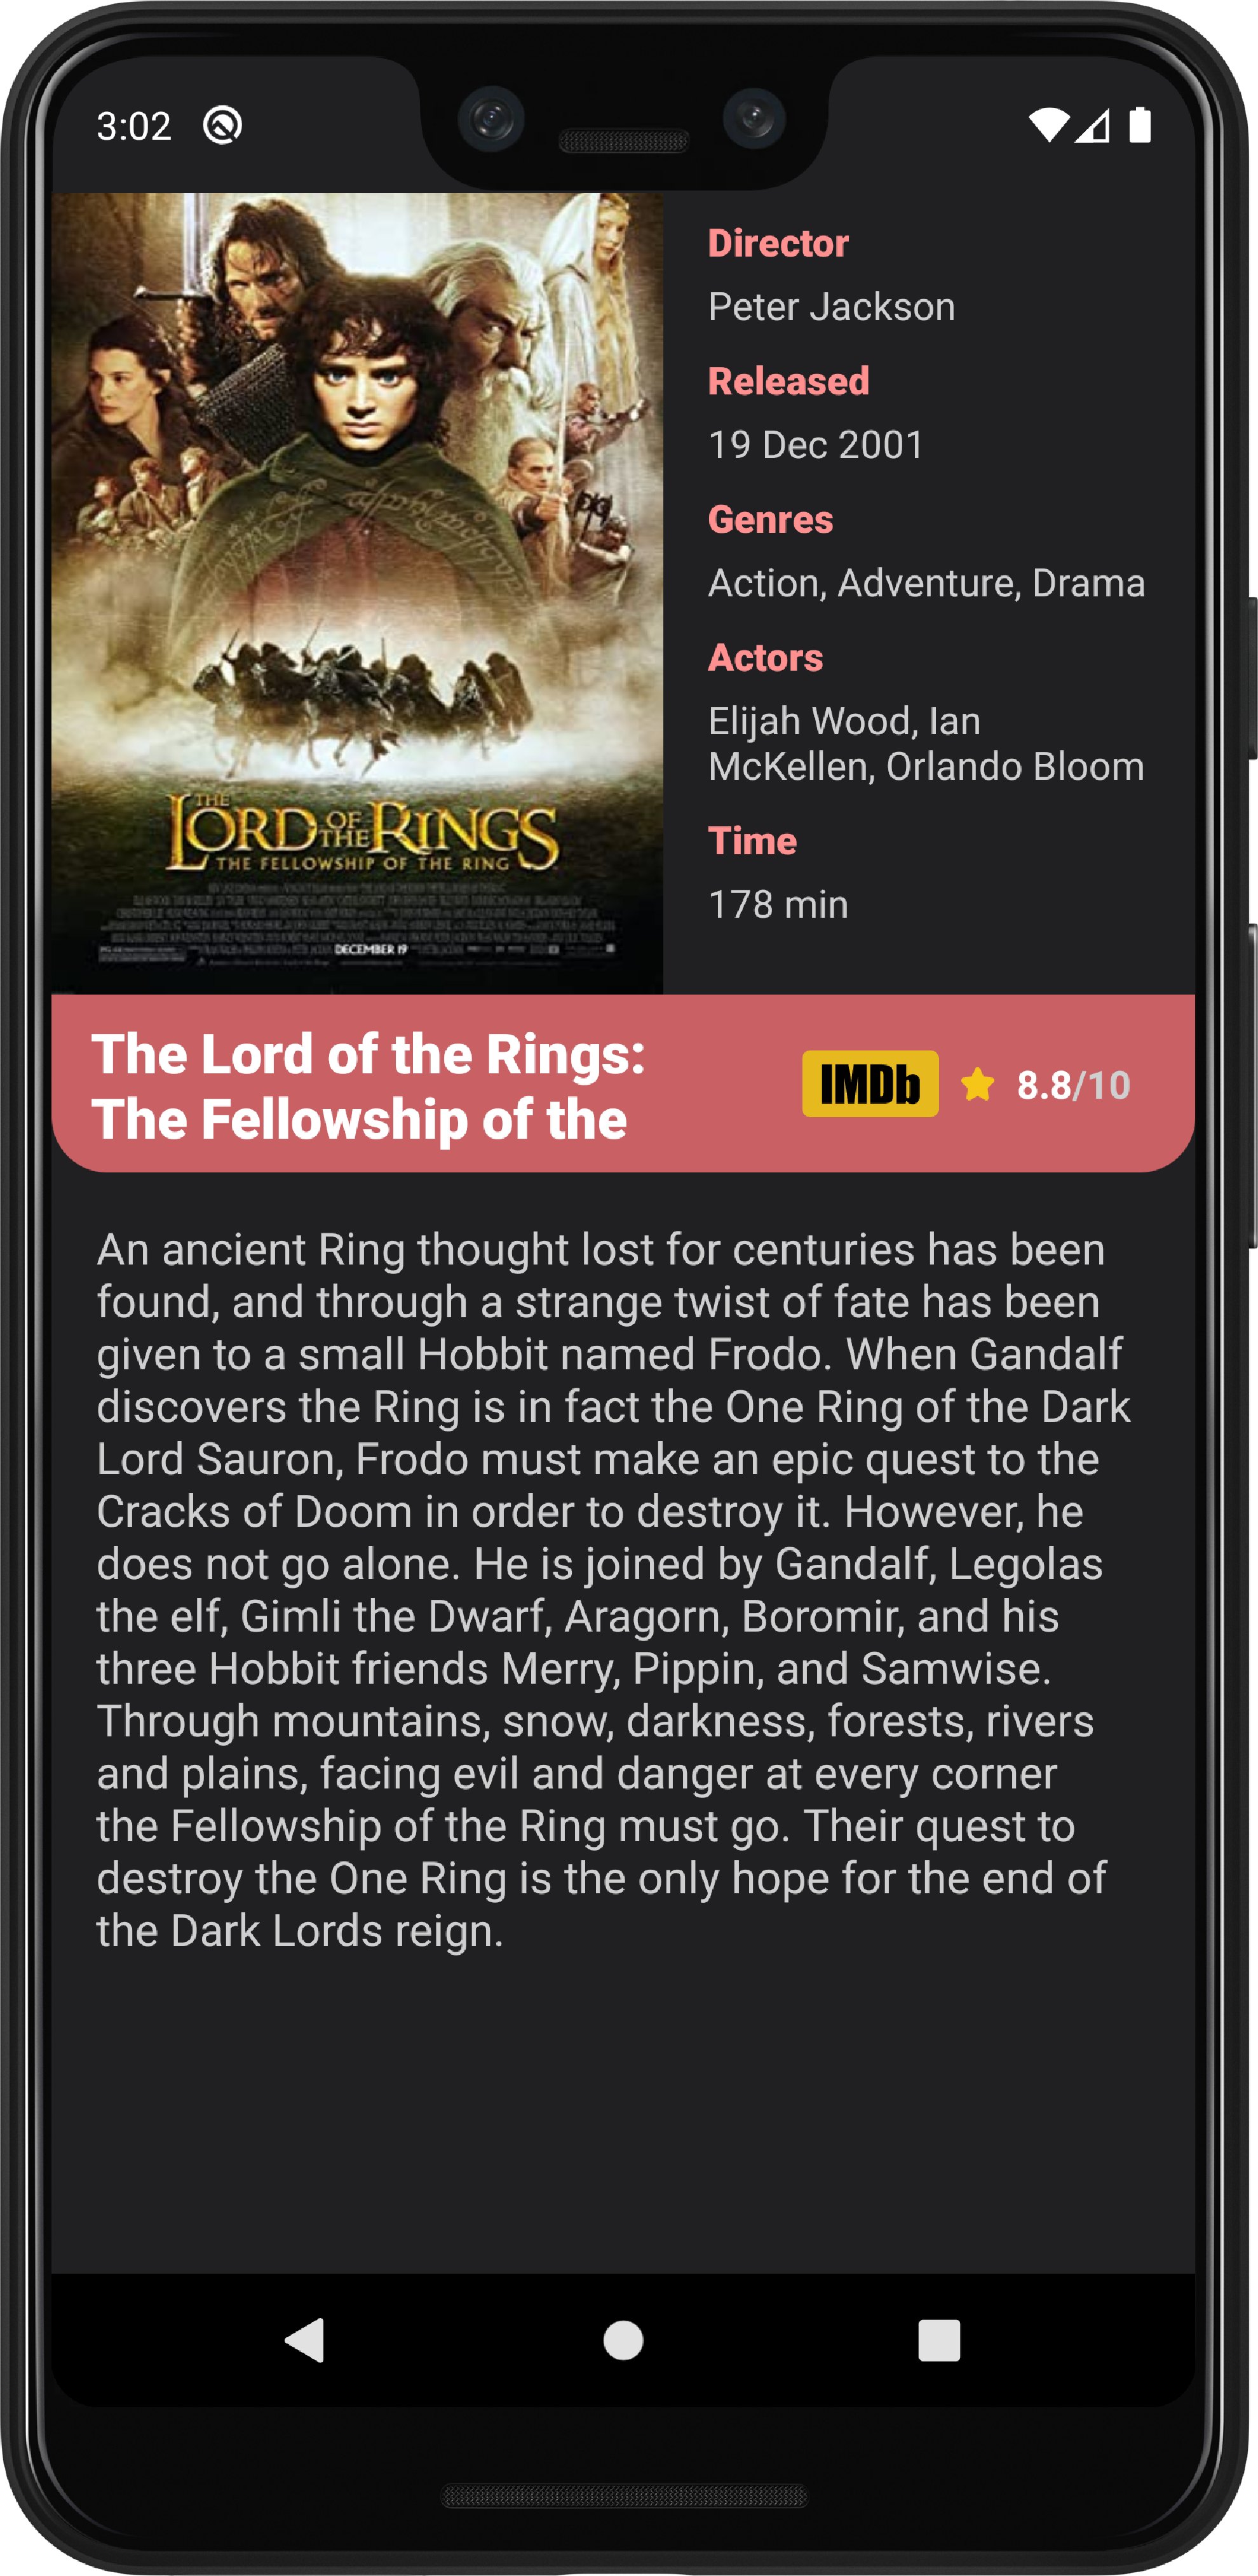 3:02
THE
LORD OF THE RINGS
THE FELLOWSHIP OF THE RING
DECEMBER 19
Director
Peter Jackson
Released
19 Dec 2001
Genres
Action, Adventure, Drama
Actors
Elijah Wood, Ian
McKellen, Orlando Bloom
Time
178 min
The Lord of the Rings:
The Fellowship of the
IMDb 8.8/10
An ancient Ring thought lost for centuries has been
found, and through a strange twist of fate has been
given to a small Hobbit named Frodo. When Gandalf
discovers the Ring is in fact the One Ring of the Dark
Lord Sauron, Frodo must make an epic quest to the
Cracks of Doom in order to destroy it. However, he
does not go alone. He is joined by Gandalf, Legolas
the elf, Gimli the Dwarf, Aragorn, Boromir, and his
three Hobbit friends Merry, Pippin, and Samwise.
Through mountains, snow, darkness, forests, rivers
and plains, facing evil and danger at every corner
the Fellowship of the Ring must go. Their quest to
destroy the One Ring is the only hope for the end of
the Dark Lords reign.